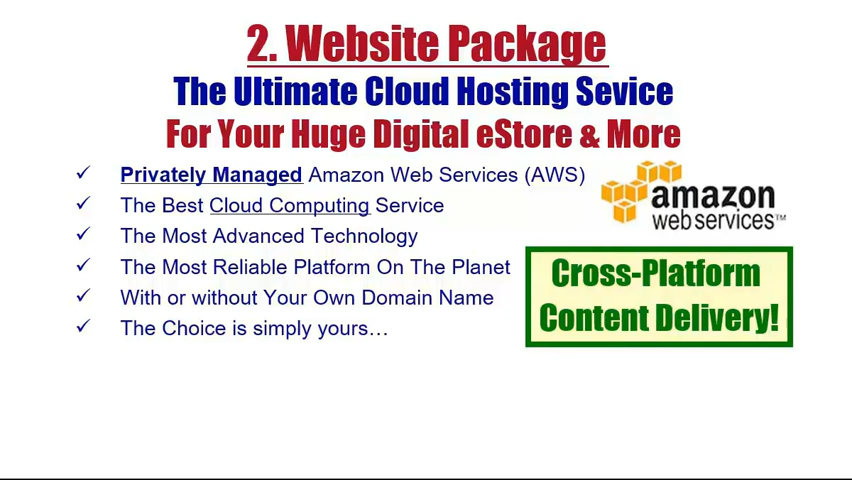 2. Website Package
The Ultimate Cloud Hosting Sevice
For Your Huge Digital eStore & More
✓ Privately Managed Amazon Web Services (AWS)
✓ The Best Cloud Computing Service
✓ The Most Advanced Technology
✓ The Most Reliable Platform On The Planet
✓ With or without Your Own Domain Name
✓ The Choice is simply yours…
amazon
web services™
Cross-Platform
Content Delivery!